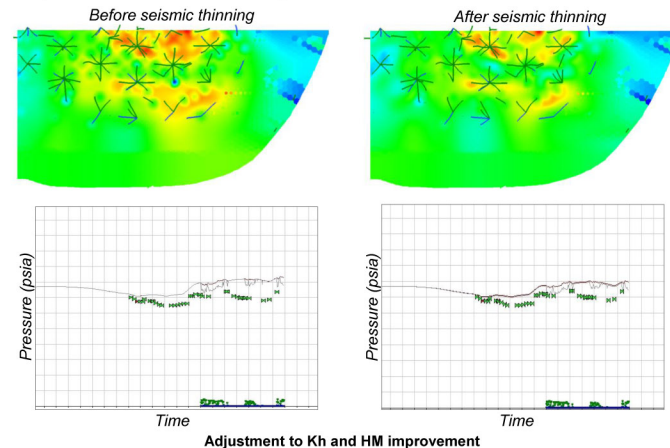 Before seismic thinning
After seismic thinning
Pressure (psia)
Time
Pressure (psia)
Time
Adjustment to Kh and HM improvement